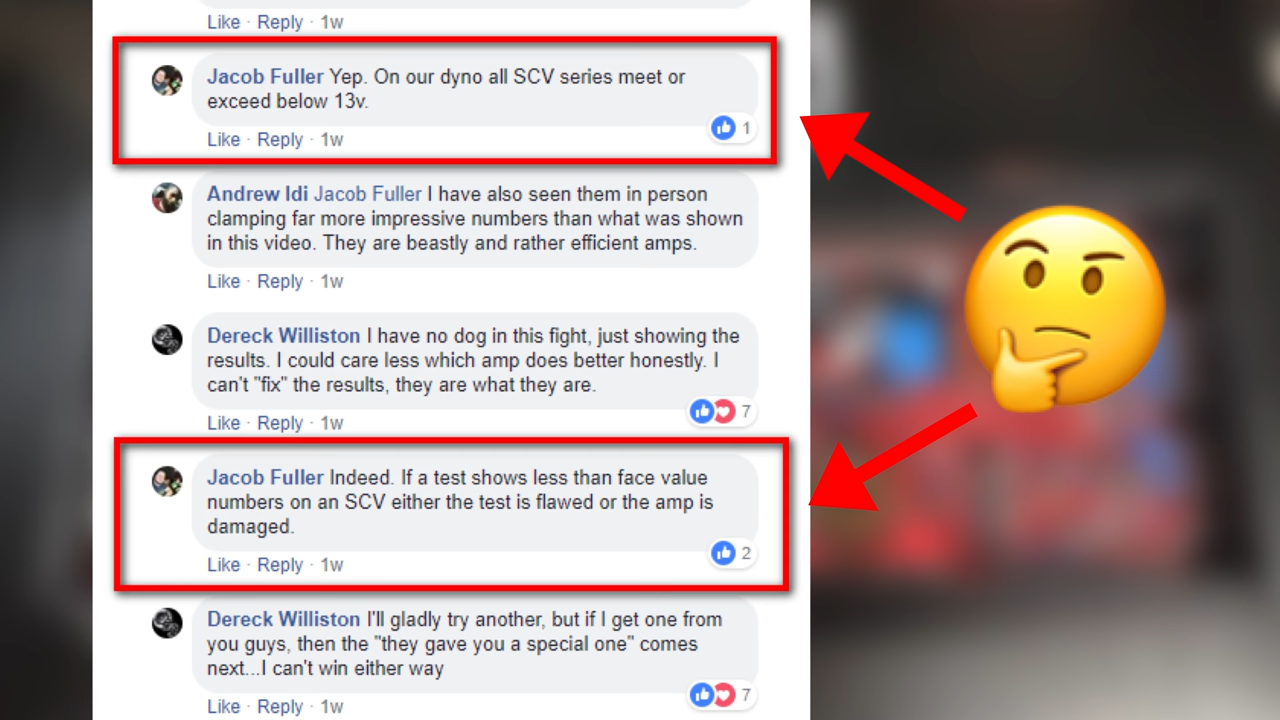 Like · Reply · 1w
Jacob Fuller Yep. On our dyno all SCV series meet or
exceed below 13v.
1
Like · Reply · 1w
Andrew Idi Jacob Fuller I have also seen them in person
clamping far more impressive numbers than what was shown
in this video. They are beastly and rather efficient amps.
Like · Reply · 1w
Dereck Williston I have no dog in this fight, just showing the
results. I could care less which amp does better honestly. I
can't "fix" the results, they are what they are.
7
Like · Reply · 1w
Jacob Fuller Indeed. If a test shows less than face value
numbers on an SCV either the test is flawed or the amp is
damaged.
2
Like · Reply · 1w
Dereck Williston I'll gladly try another, but if I get one from
you guys, then the "they gave you a special one" comes
next...I can't win either way
7
Like · Reply · 1w